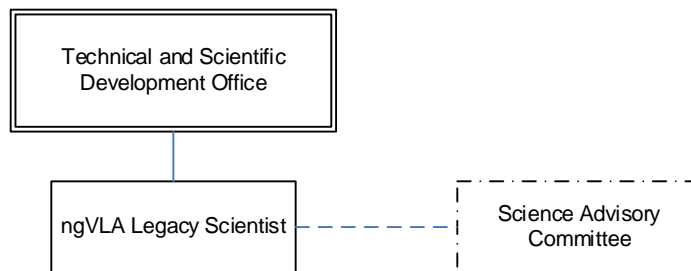 Technical and Scientific
Development Office
ngVLA Legacy Scientist
Science Advisory
Committee